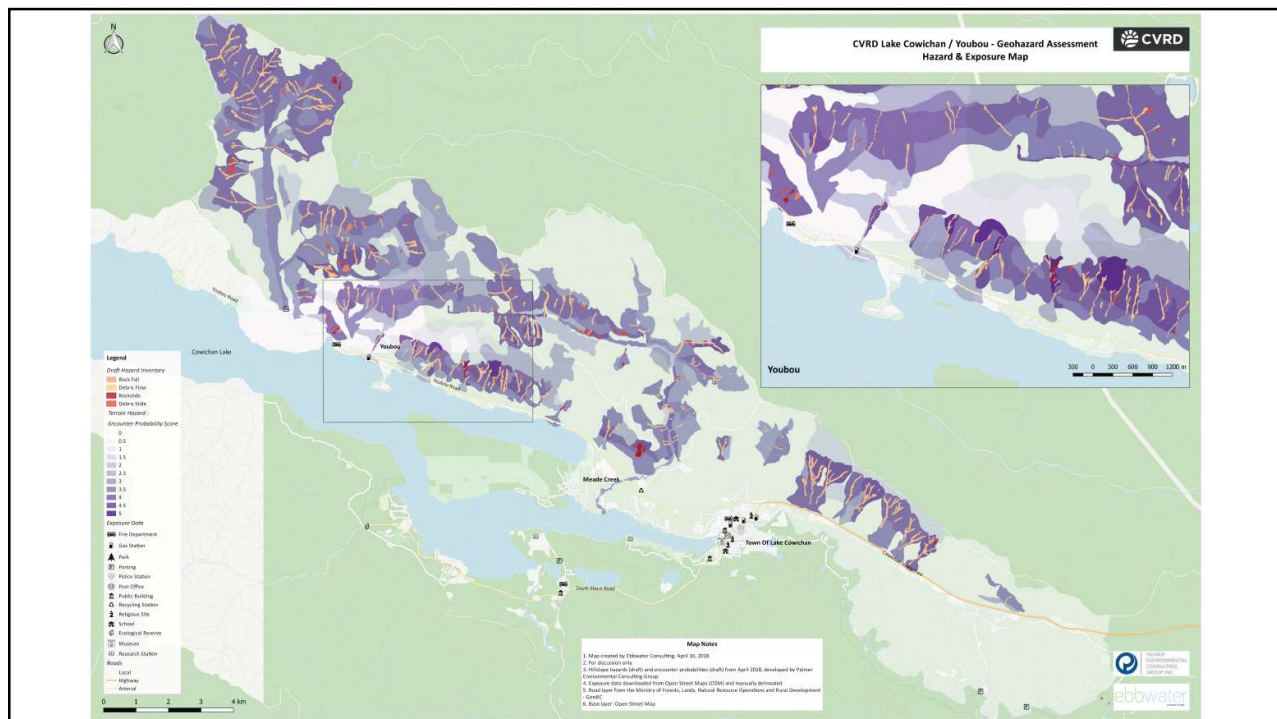 N
CVRD Lake Cowichan / Youbou - Geohazard Assessment
Hazard & Exposure Map
CVRD
Youbou
300 0 300 600 900 1200 m
Youbou Road
Cowichan Lake
Youbou
Youbou Road
Meade Creek
Town Of Lake Cowichan
South Shore Road
Legend
Draft Hazard Inventory
Rock Fall
Debris Flow
Rockslide
Debris Slide
Terrain Hazard :
Encounter Probability Score
0
0.5
1
1.5
2
2.5
3
3.5
4
4.5
5
Exposure Data
Fire Department
Gas Station
Park
Parking
Police Station
Post Office
Public Building
Recycling Station
Religious Site
School
Ecological Reserve
Museum
Research Station
Roads
Local
Highway
Arterial
0 1 2 3 4 km
Map Notes
1. Map created by Ebbwater Consulting, April 16, 2018
2. For discussion only
3. Hillslope hazards (draft) and encounter probabilities (draft) from April 2018, developed by Palmer
Environmental Consulting Group
4. Exposure data downloaded from Open Street Maps (OSM) and manually delineated
5. Road layer from the Ministry of Forests, Lands, Natural Resource Operations and Rural Development
- GeoBC
6. Base layer: Open Street Map
PALMER
ENVIRONMENTAL
CONSULTING
GROUP INC
ebbwater